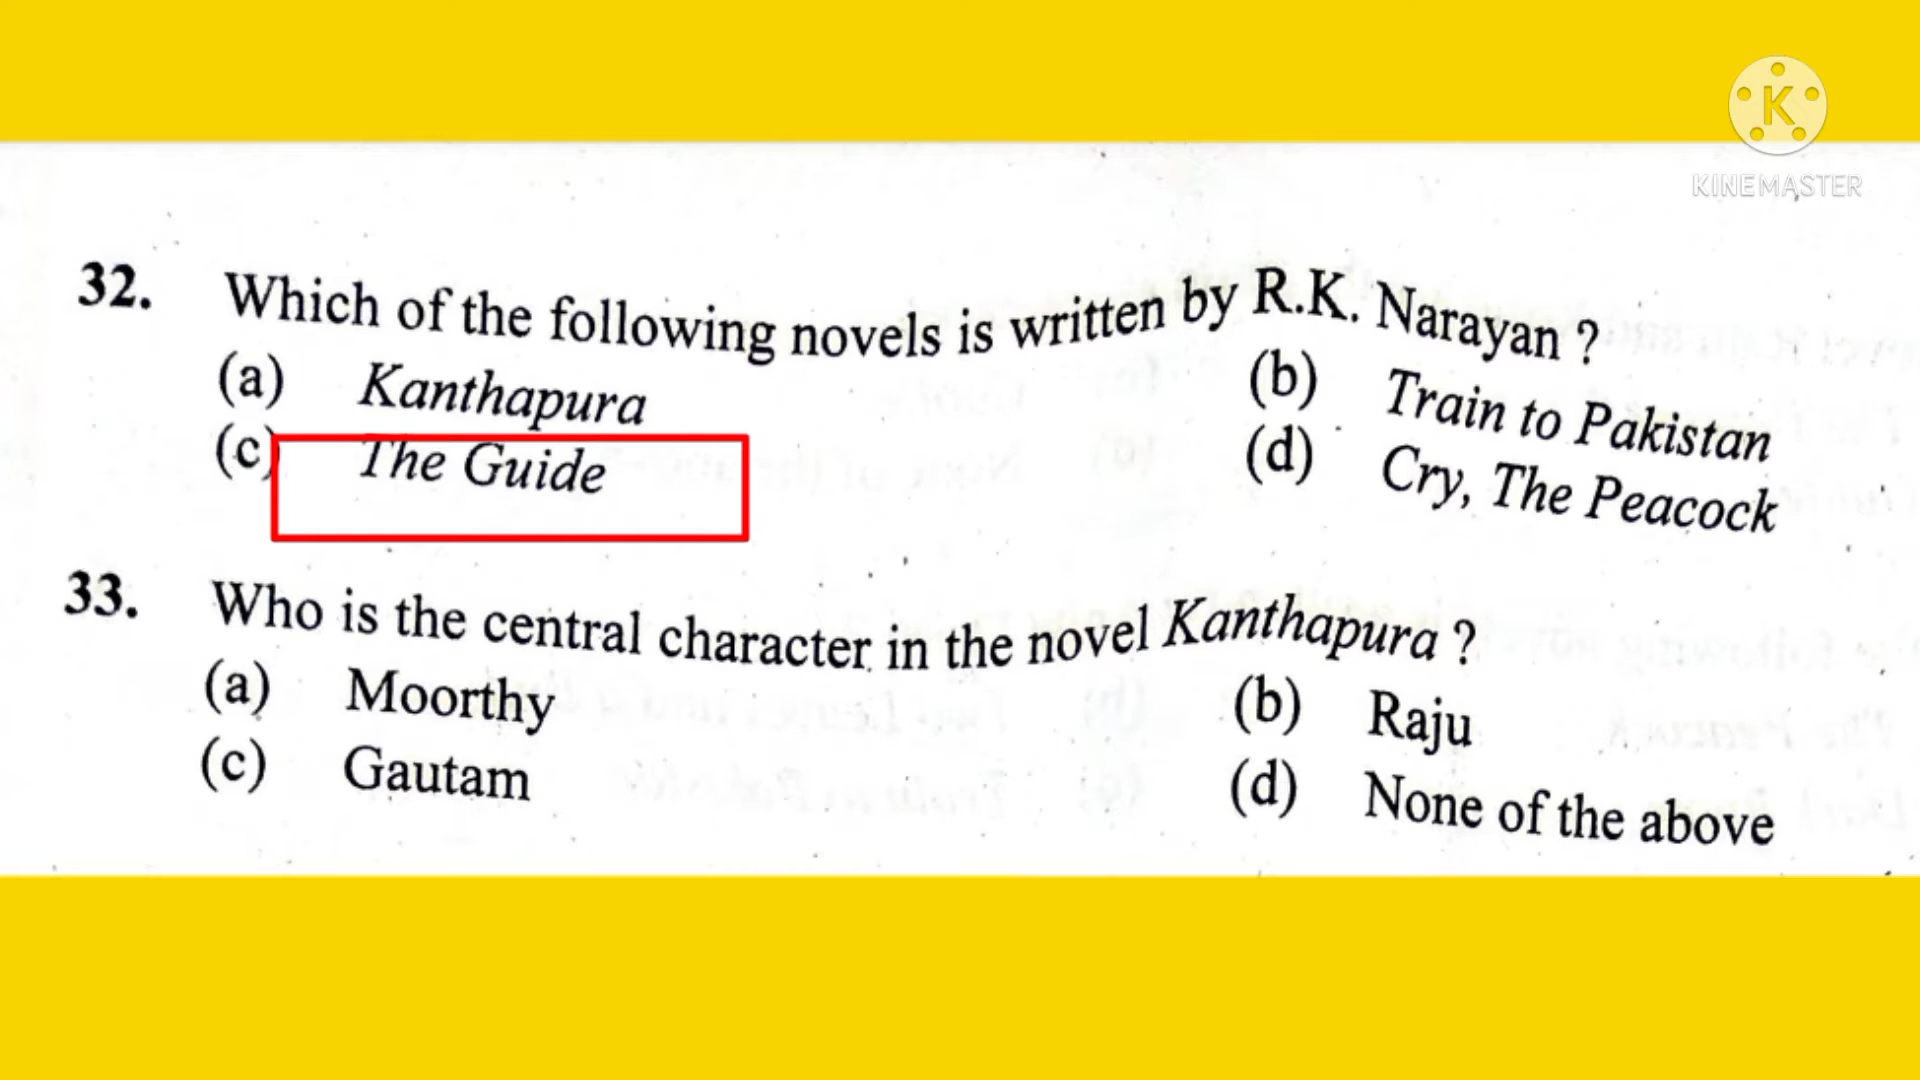 K
KINEMASTER
32. Which of the following novels is written by R.K. Narayan ?
(a) Kanthapura (b) Train to Pakistan
(c) The Guide (d) Cry, The Peacock
33. Who is the central character in the novel Kanthapura ?
(a) Moorthy (b) Raju
(c) Gautam (d) None of the above